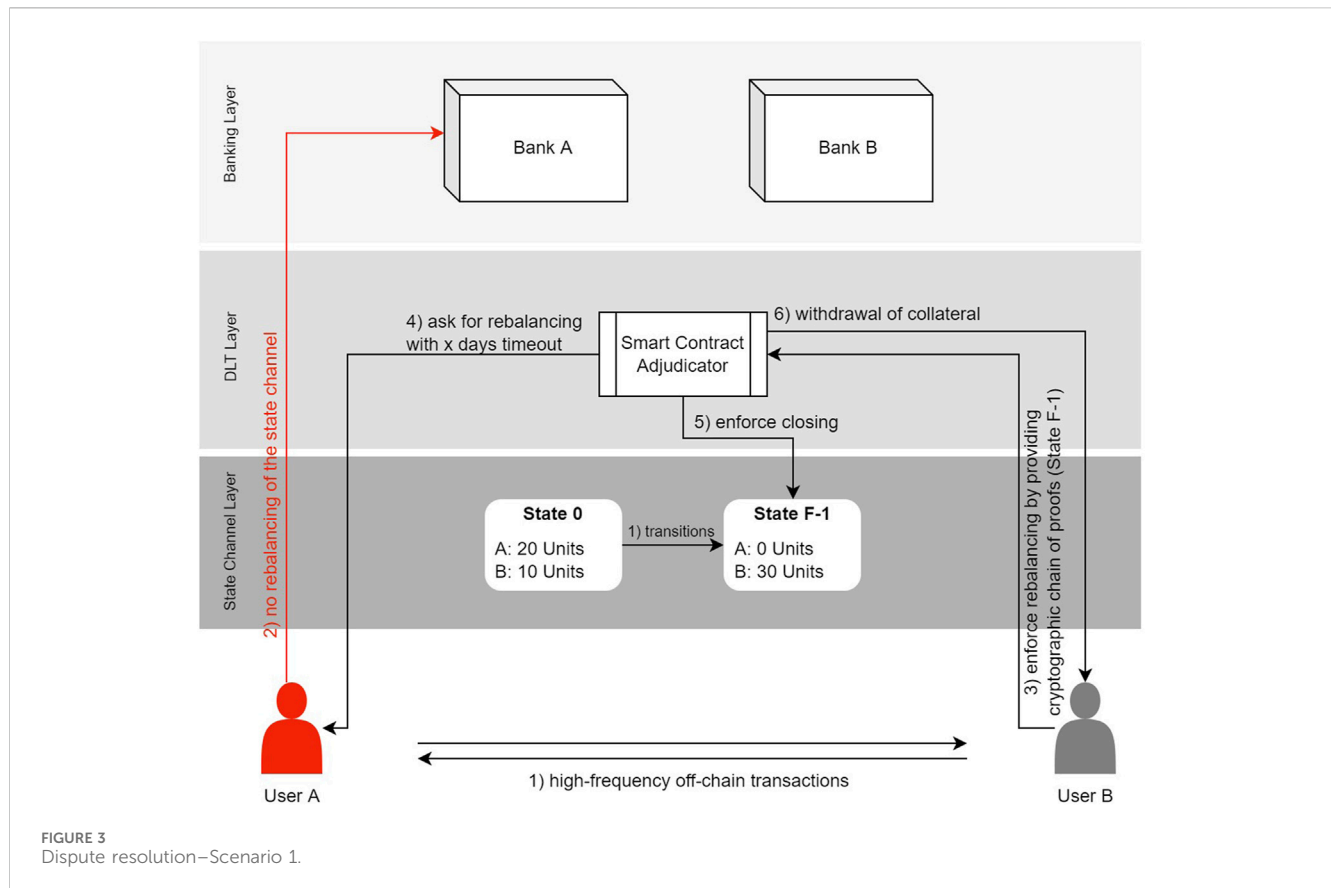 Banking Layer
Bank A
Bank B
DLT Layer
4) ask for rebalancing
with x days timeout
Smart Contract
Adjudicator
6) withdrawal of collateral
5) enforce closing
2) no rebalancing of the state channel
3) enforce rebalancing by providing
cryptographic chain of proofs (State F-1)
State Channel Layer
State 0
A: 20 Units
B: 10 Units
1) transitions
State F-1
A: 0 Units
B: 30 Units
1) high-frequency off-chain transactions
User A
User B
FIGURE 3
Dispute resolution–Scenario 1.